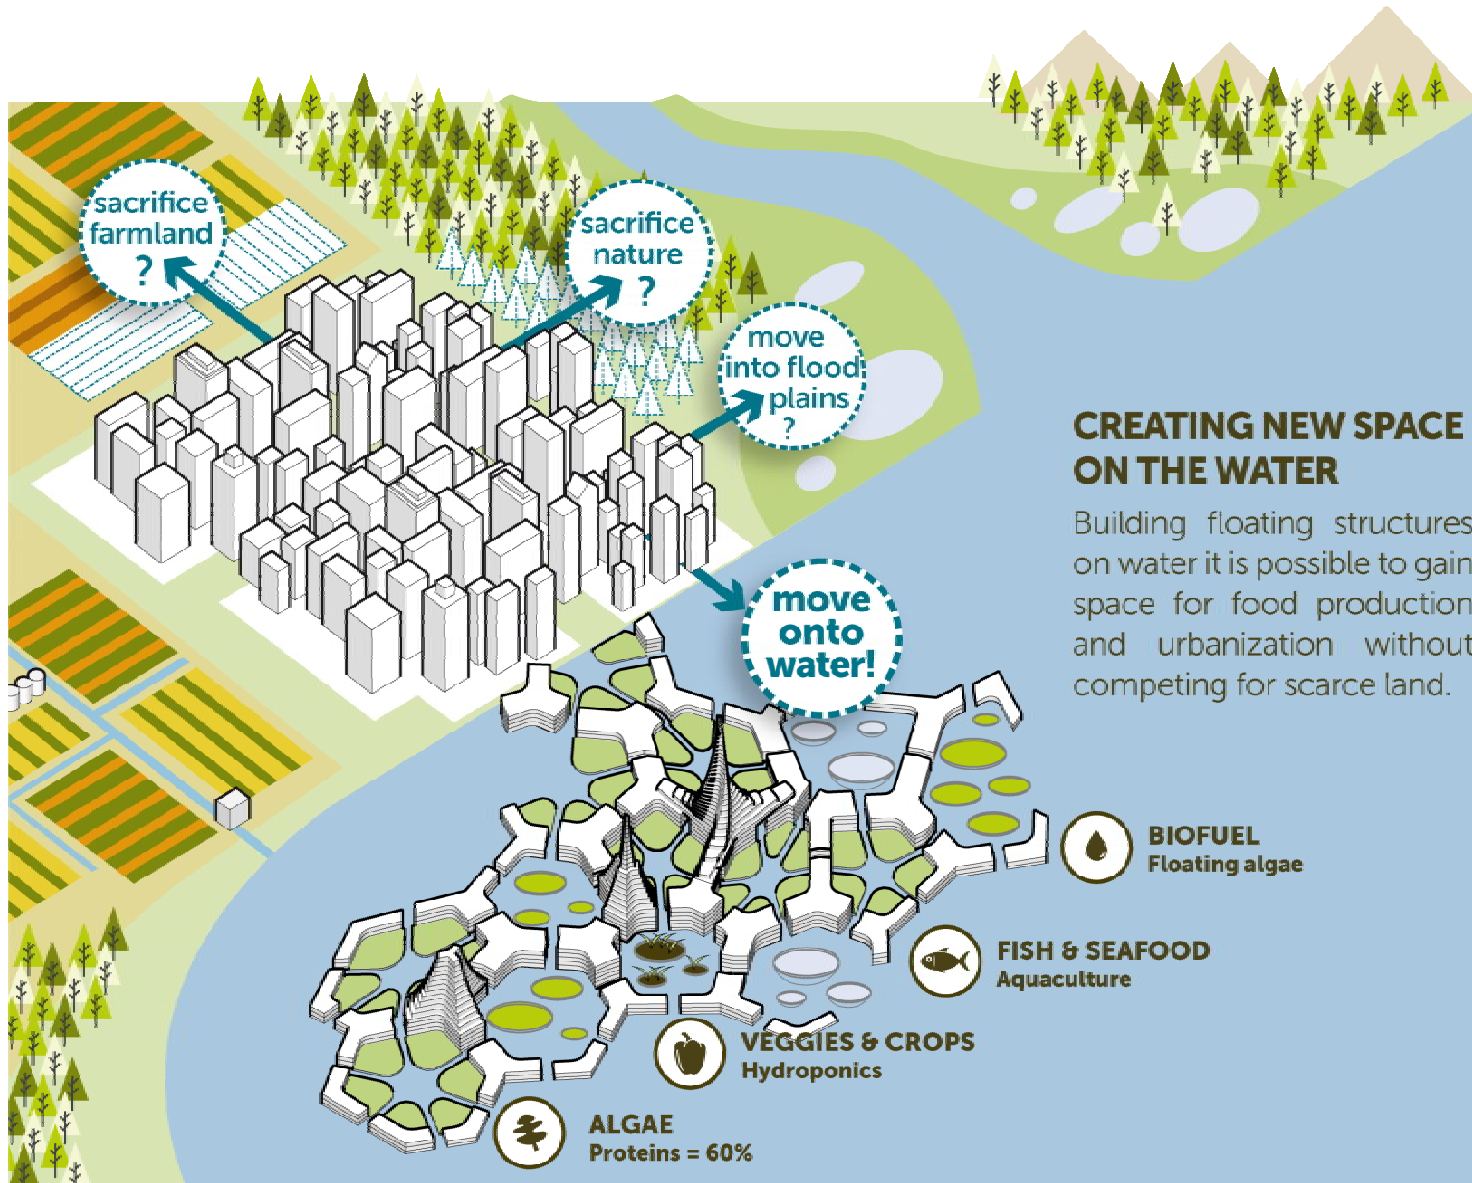 sacrifice
farmland
?
sacrifice
nature
?
move
into flood
plains
?
move
onto
water!
CREATING NEW SPACE
ON THE WATER
Building floating structures
on water it is possible to gain
space for food production
and urbanization without
competing for scarce land.
BIOFUEL
Floating algae
FISH & SEAFOOD
Aquaculture
VEGGIES & CROPS
Hydroponics
ALGAE
Proteins = 60%